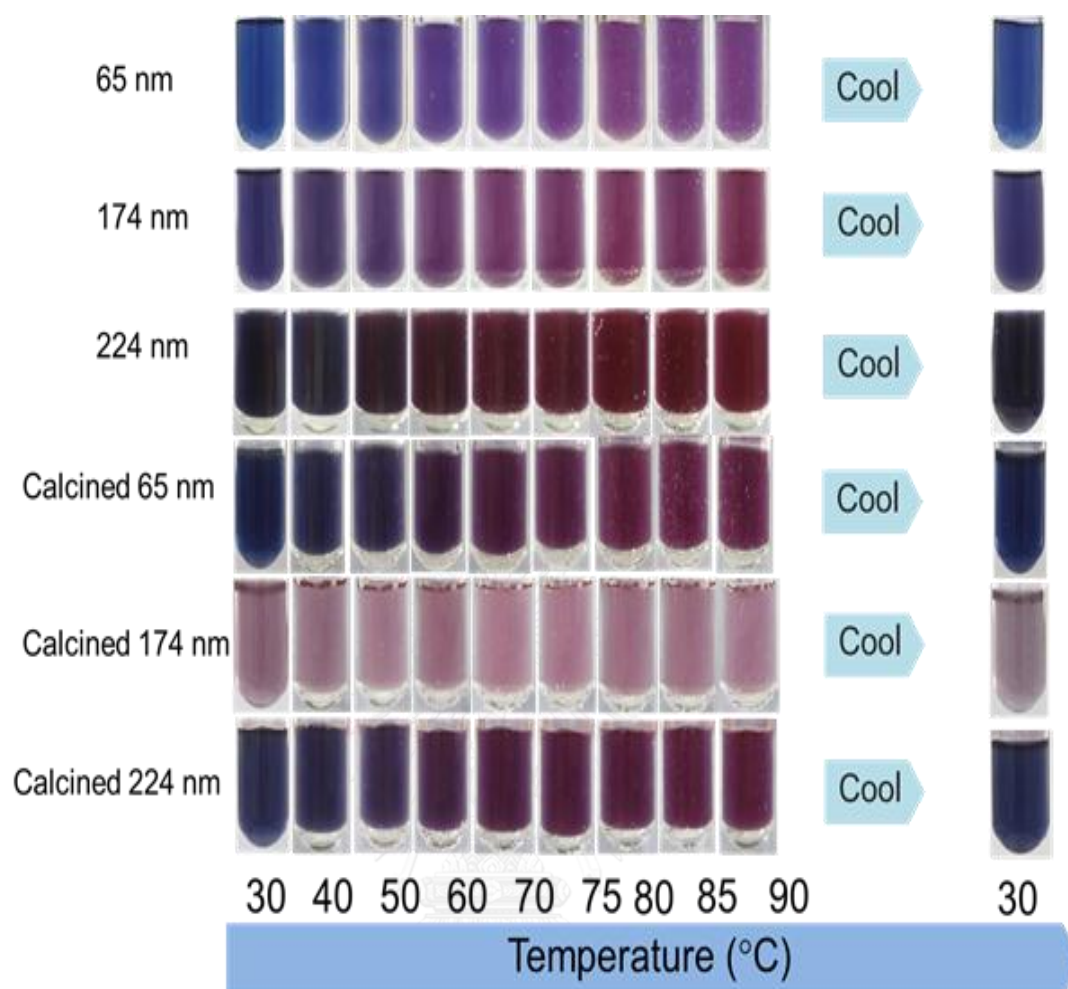 65 nm
Cool
174 nm
Cool
224 nm
Cool
Calcined 65 nm
Cool
Calcined 174 nm
Cool
Calcined 224 nm
Cool
30 40 50 60 70 75 80 85 90 30
Temperature (°C)